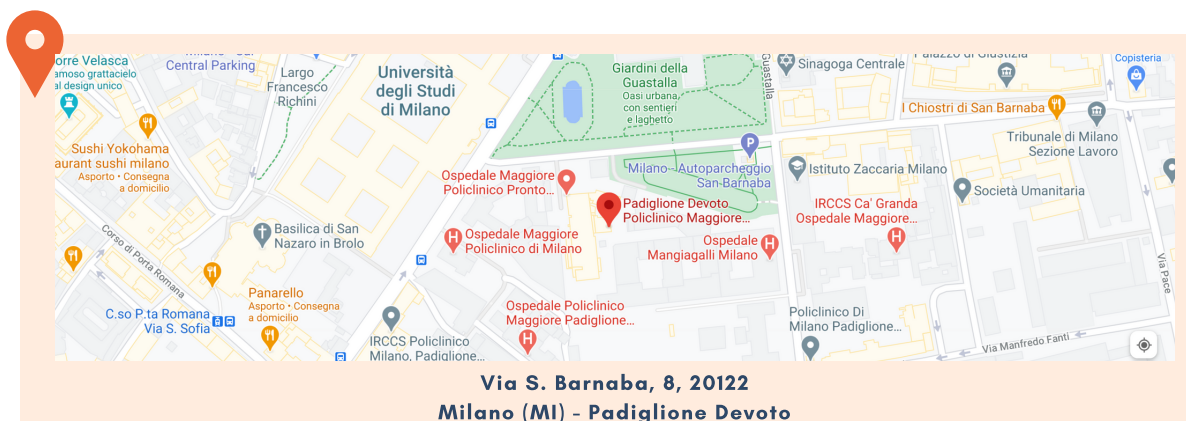 Central Parking
orre Velasca
amoso grattacielo
al design unico
Largo
Francesco
Richini
Università
degli Studi
di Milano
Giardini della
Guastalla
Oasi urbana,
con sentieri
e laghetto
Guastalla
Sinagoga Centrale
Palazzo di Giustizia
Copisteria
I Chiostri di San Barnaba
Tribunale di Milano
Sezione Lavoro
Sushi Yokohama
aurant sushi milano
Asporto • Consegna
a domicilio
Ospedale Maggiore
Policlinico Pronto...
P
Milano - Autoparcheggio
San Barnaba
Istituto Zaccaria Milano
Società Umanitaria
Padiglione Devoto
Policlinico Maggiore...
IRCCS Ca' Granda
Ospedale Maggiore...
H
Basilica di San
Nazaro in Brolo
H
Ospedale Maggiore
Policlinico di Milano
Ospedale
Mangiagalli Milano
H
Corso di Porta Romana
Via Pace
Panarello
Asporto • Consegna
a domicilio
C.so P.ta Romana
Via S. Sofia
Ospedale Policlinico
Maggiore Padiglione...
H
Policlinico Di
Milano Padiglione...
IRCCS Policlinico
Milano, Padiglione...
Via Manfredo Fanti
Via S. Barnaba, 8, 20122
Milano (MI) - Padiglione Devoto